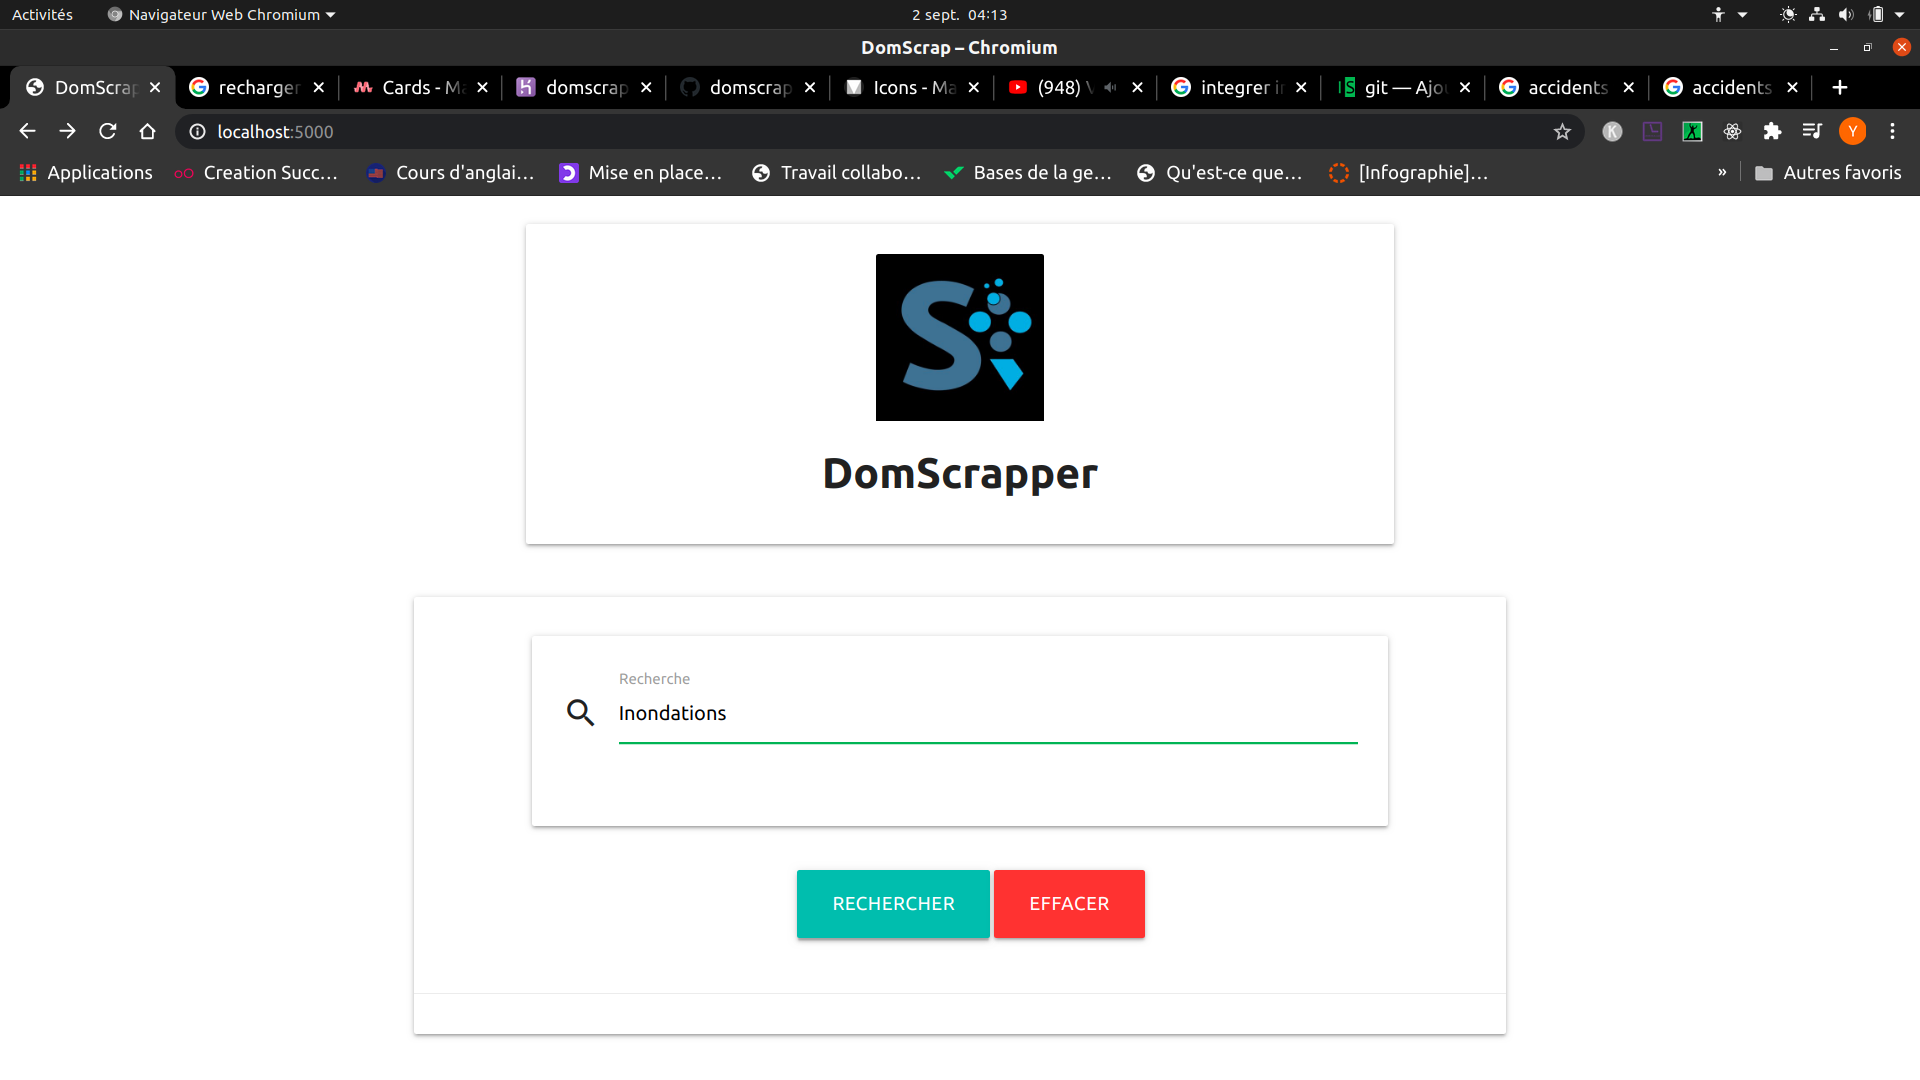 Activités Navigateur Web Chromium 2 sept. 04:13
DomScrap – Chromium
DomScrap recharger Cards - Ma domscrap domscrap Icons - Ma (948) integrer git — Ajou accidents accidents
localhost:5000 K Y
Applications Creation Succ... Cours d'anglai... Mise en place... Travail collabo... Bases de la ge... Qu'est-ce que... [Infographie]... » Autres favoris
DomScrapper
Recherche
Inondations
RECHERCHER EFFACER